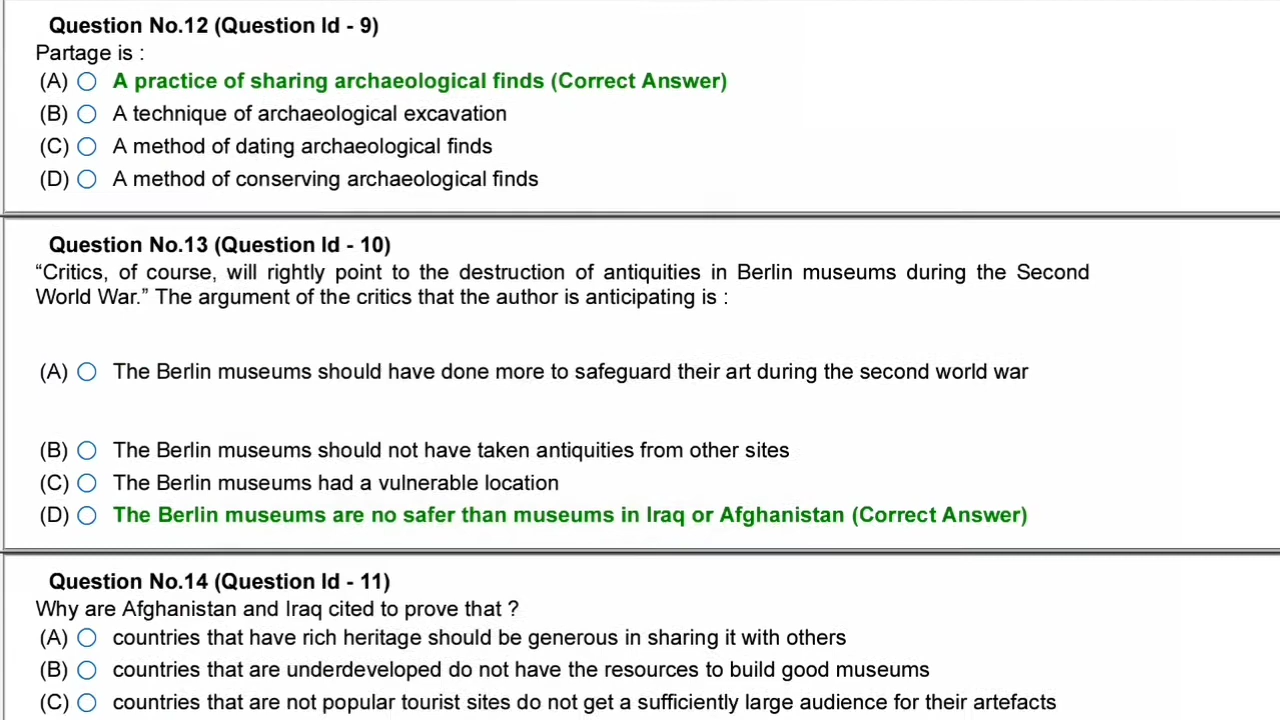 Question No.12 (Question Id - 9)
Partage is :
(A) A practice of sharing archaeological finds (Correct Answer)
(B) A technique of archaeological excavation
(C) A method of dating archaeological finds
(D) A method of conserving archaeological finds
Question No.13 (Question Id - 10)
“Critics, of course, will rightly point to the destruction of antiquities in Berlin museums during the Second
World War.” The argument of the critics that the author is anticipating is :
(A) The Berlin museums should have done more to safeguard their art during the second world war
(B) The Berlin museums should not have taken antiquities from other sites
(C) The Berlin museums had a vulnerable location
(D) The Berlin museums are no safer than museums in Iraq or Afghanistan (Correct Answer)
Question No.14 (Question Id - 11)
Why are Afghanistan and Iraq cited to prove that ?
(A) countries that have rich heritage should be generous in sharing it with others
(B) countries that are underdeveloped do not have the resources to build good museums
(C) countries that are not popular tourist sites do not get a sufficiently large audience for their artefacts